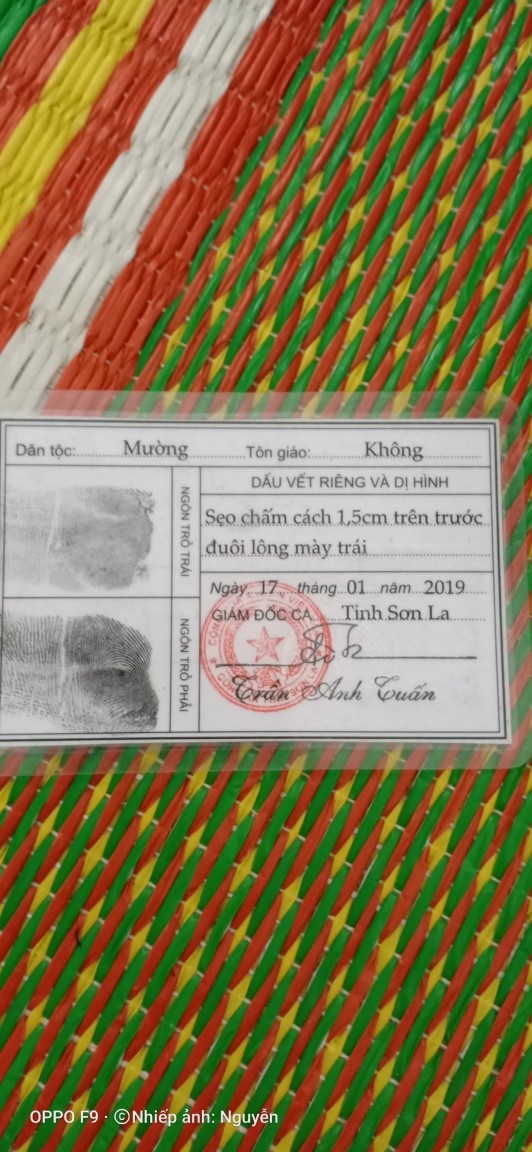 Dân tộc: Mường Tôn giáo: Không
NGÓN TRỎ TRÁI
NGÓN TRỎ PHẢI
DẤU VẾT RIÊNG VÀ DỊ HÌNH
Sẹo chấm cách 1,5cm trên trước
đuôi lông mày trái
Ngày 17 tháng 01 năm 2019
GIÁM ĐỐC CA Tỉnh Sơn La
Trần Anh Tuấn
OPPO F9 · ©Nhiếp ảnh: Nguyễn